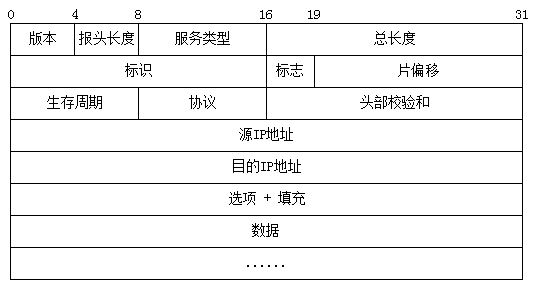 0 4 8 16 19 31
版本 报头长度 服务类型 总长度
标识 标志 片偏移
生存周期 协议 头部校验和
源IP地址
目的IP地址
选项 + 填充
数据
......